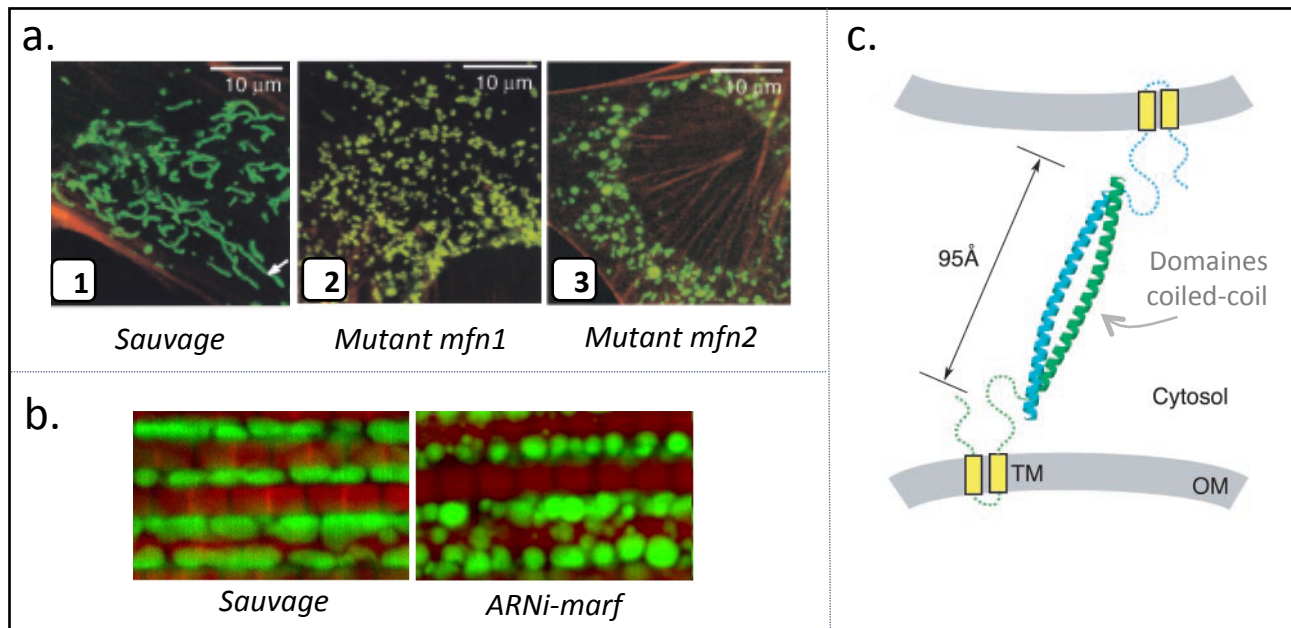 a.
10 µm
10 µm
10 µm
1
2
3
Sauvage
Mutant mfn1
Mutant mfn2
b.
Sauvage
ARNi-marf
c.
95Å
Domaines
coiled-coil
Cytosol
TM
OM